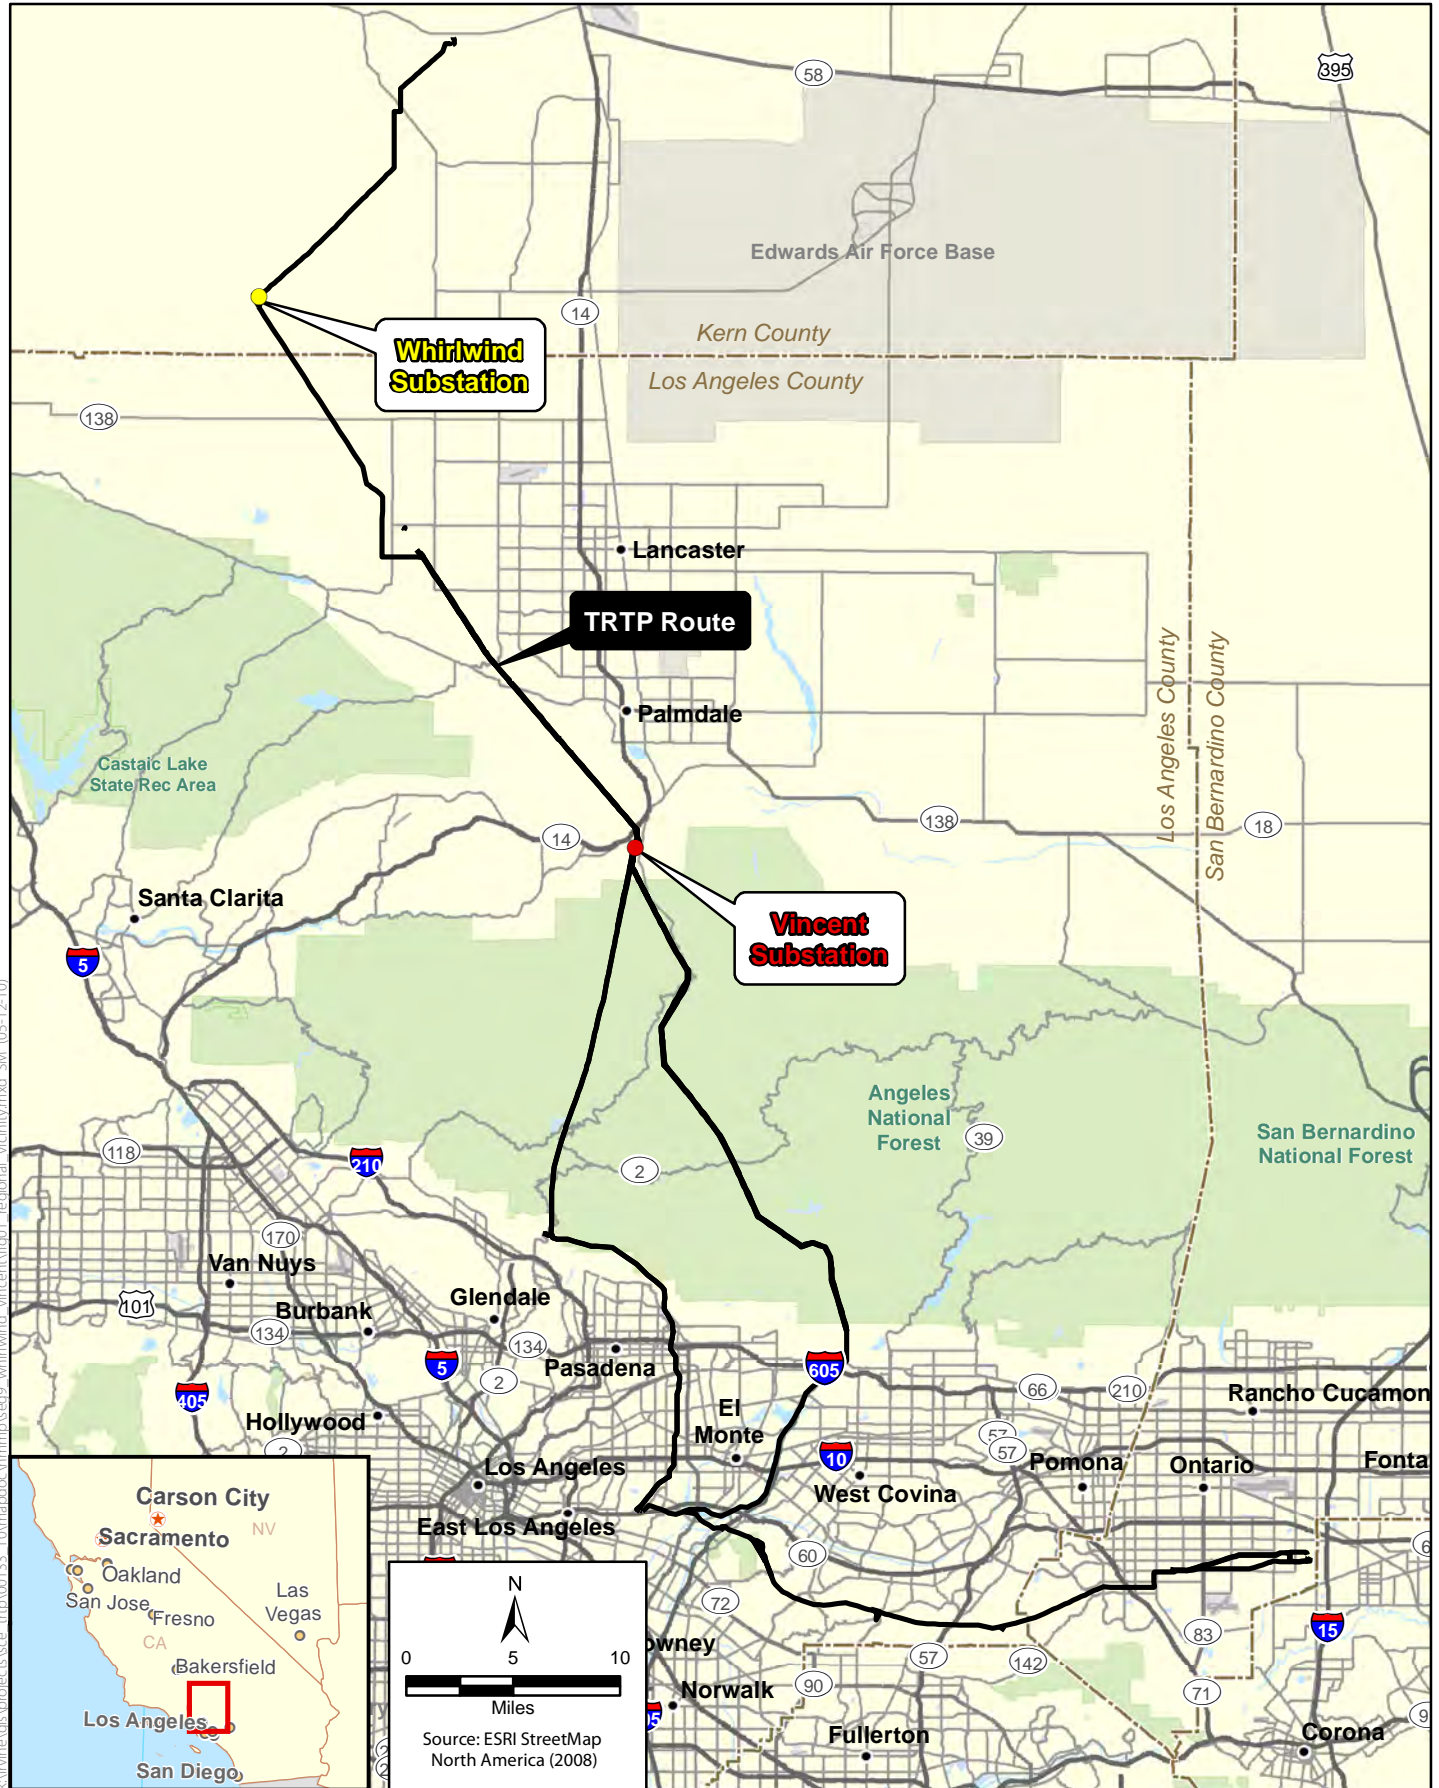 58
395
Edwards Air Force Base
14
Kern County
Whirlwind
Substation
Los Angeles County
138
Lancaster
TRTP Route
Palmdale
Los Angeles County
San Bernardino County
Castaic Lake
State Rec Area
14
138
18
Santa Clarita
Vincent
Substation
5
Angeles
National
Forest
39
San Bernardino
National Forest
118
210
2
170
Van Nuys
101
Burbank
Glendale
134
134
5
Pasadena
605
2
405
66
210
Rancho Cucamon
Hollywood
El
Monte
57
57
2
10
Pomona
Ontario
Fonta
Los Angeles
West Covina
East Los Angeles
60
6
72
15
83
owney
57
142
90
71
Norwalk
5
9
Fullerton
Corona
Carson City
Sacramento
NV
Oakland
San Jose
Las
Vegas
Fresno
CA
Bakersfield
Los Angeles
San Diego
N
0 5 10
Miles
Source: ESRI StreetMap
North America (2008)